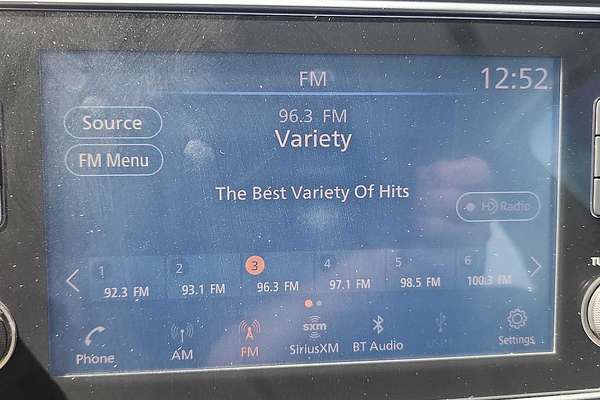 FM
12:52
Source
96.3 FM
Variety
FM Menu
The Best Variety Of Hits
HD Radio
1 2 3 4 5 6
92.3 FM 93.1 FM 96.3 FM 97.1 FM 98.5 FM 100.3 FM
sxm
Phone AM FM SiriusXM BT Audio Settings
TU